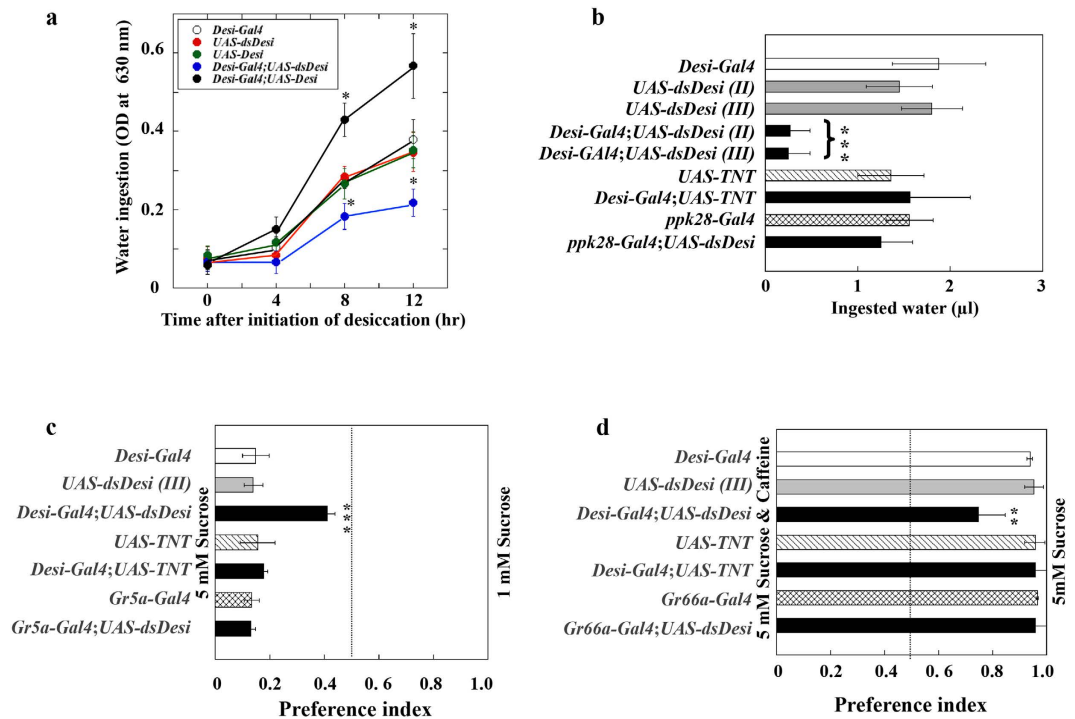 a
Water ingestion (OD at 630 nm)
0.6
0.4
0.2
0
Desi-Gal4
UAS-dsDesi
UAS-Desi
Desi-Gal4;UAS-dsDesi
Desi-Gal4;UAS-Desi
*
*
*
*
0 4 8 12
Time after initiation of desiccation (hr)
b
Desi-Gal4
UAS-dsDesi (II)
UAS-dsDesi (III)
Desi-Gal4;UAS-dsDesi (II)
Desi-GAl4;UAS-dsDesi (III)
} ***
UAS-TNT
Desi-Gal4;UAS-TNT
ppk28-Gal4
ppk28-Gal4;UAS-dsDesi
0 1 2 3
Ingested water (µl)
c
Desi-Gal4
UAS-dsDesi (III)
Desi-Gal4;UAS-dsDesi
***
UAS-TNT
Desi-Gal4;UAS-TNT
Gr5a-Gal4
Gr5a-Gal4;UAS-dsDesi
5 mM Sucrose
1 mM Sucrose
0 0.2 0.4 0. 6 0.8 1.0
Preference index
d
Desi-Gal4
UAS-dsDesi (III)
Desi-Gal4;UAS-dsDesi
**
UAS-TNT
Desi-Gal4;UAS-TNT
Gr66a-Gal4
Gr66a-Gal4;UAS-dsDesi
5 mM Sucrose & Caffeine
5mM Sucrose
0 0.2 0.4 0.6 0.8 1.0
Preference index